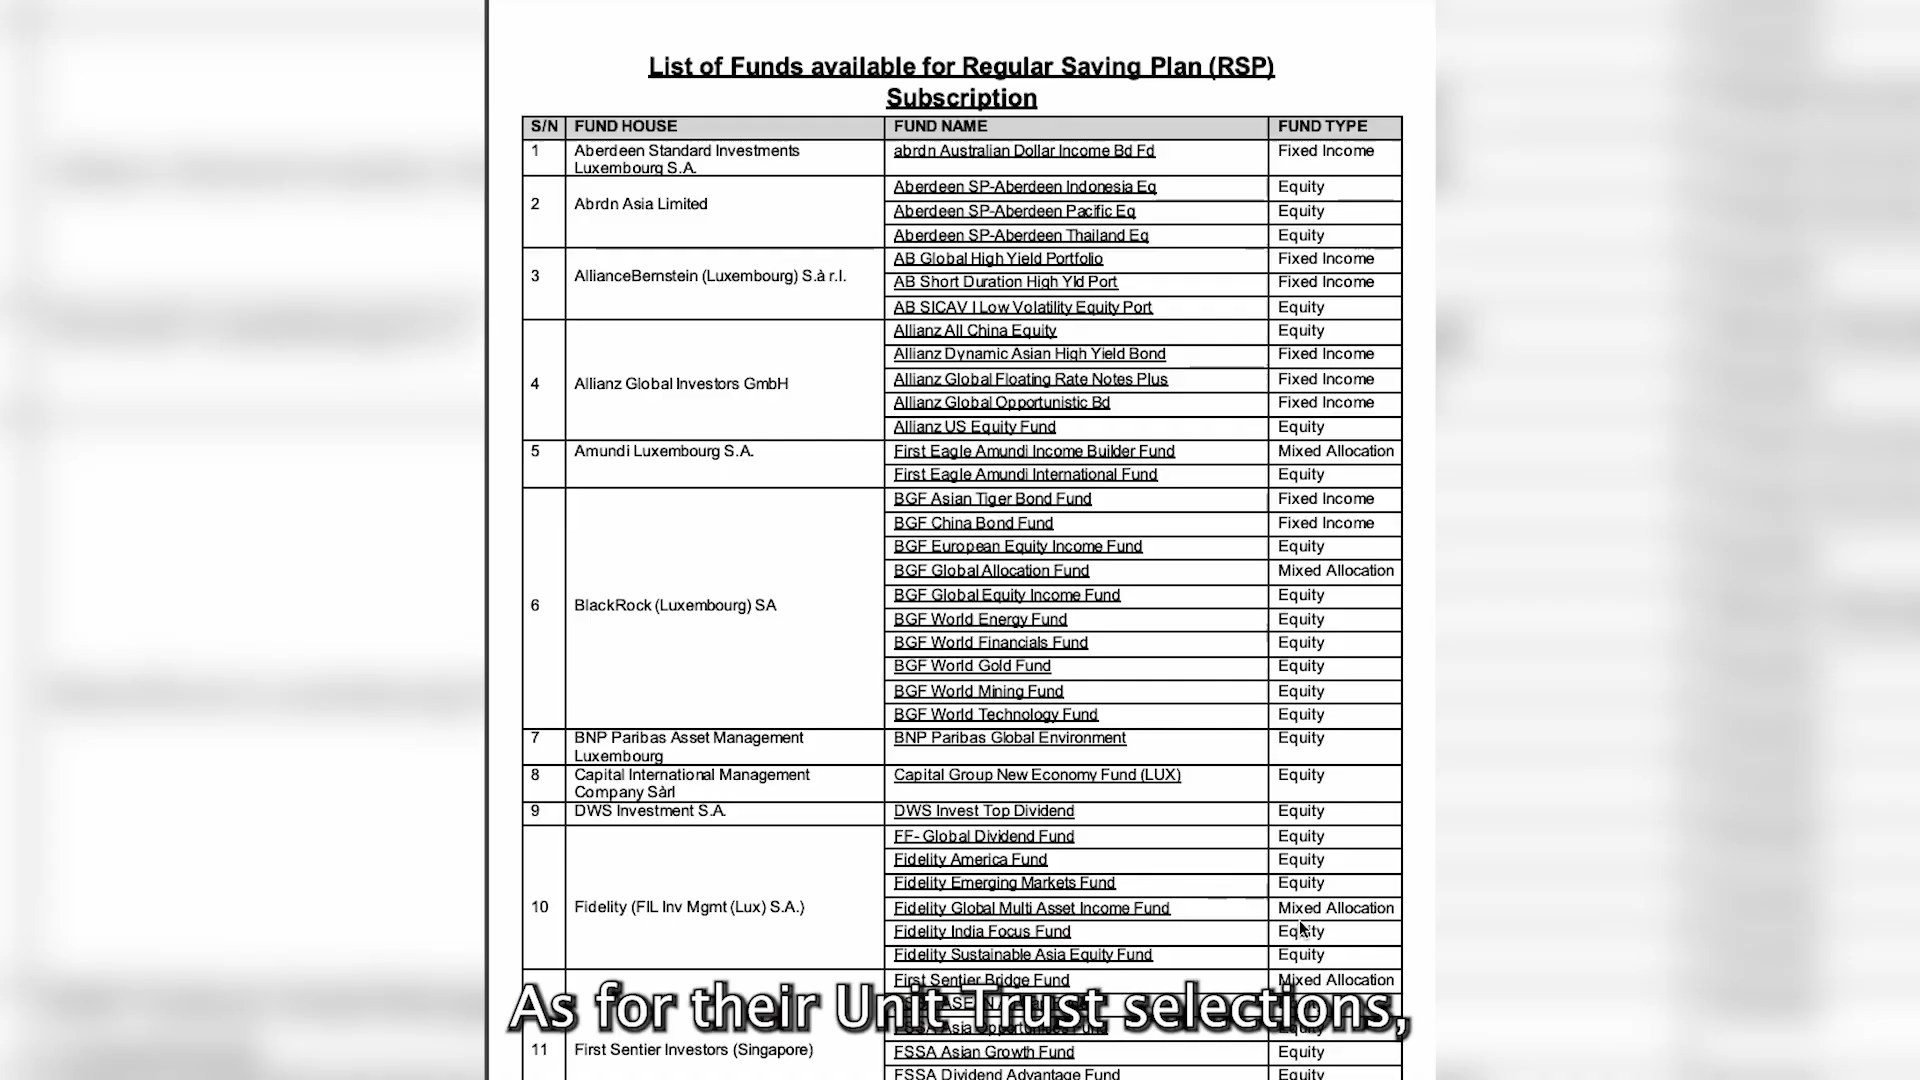 List of Funds available for Regular Saving Plan (RSP)
Subscription
S/N FUND HOUSE FUND NAME FUND TYPE
1 Aberdeen Standard Investments Luxembourg S.A. abrdn Australian Dollar Income Bd Fd Fixed Income
2 Abrdn Asia Limited Aberdeen SP-Aberdeen Indonesia Eq Equity
Aberdeen SP-Aberdeen Pacific Eq Equity
Aberdeen SP-Aberdeen Thailand Eq Equity
3 AllianceBernstein (Luxembourg) S.à r.l. AB Global High Yield Portfolio Fixed Income
AB Short Duration High Yld Port Fixed Income
AB SICAV I Low Volatility Equity Port Equity
4 Allianz Global Investors GmbH Allianz All China Equity Equity
Allianz Dynamic Asian High Yield Bond Fixed Income
Allianz Global Floating Rate Notes Plus Fixed Income
Allianz Global Opportunistic Bd Fixed Income
Allianz US Equity Fund Equity
5 Amundi Luxembourg S.A. First Eagle Amundi Income Builder Fund Mixed Allocation
First Eagle Amundi International Fund Equity
6 BlackRock (Luxembourg) SA BGF Asian Tiger Bond Fund Fixed Income
BGF China Bond Fund Fixed Income
BGF European Equity Income Fund Equity
BGF Global Allocation Fund Mixed Allocation
BGF Global Equity Income Fund Equity
BGF World Energy Fund Equity
BGF World Financials Fund Equity
BGF World Gold Fund Equity
BGF World Mining Fund Equity
BGF World Technology Fund Equity
7 BNP Paribas Asset Management Luxembourg BNP Paribas Global Environment Equity
8 Capital International Management Company Sàrl Capital Group New Economy Fund (LUX) Equity
9 DWS Investment S.A. DWS Invest Top Dividend Equity
10 Fidelity (FIL Inv Mgmt (Lux) S.A.) FF- Global Dividend Fund Equity
Fidelity America Fund Equity
Fidelity Emerging Markets Fund Equity
Fidelity Global Multi Asset Income Fund Mixed Allocation
Fidelity India Focus Fund Equity
Fidelity Sustainable Asia Equity Fund Equity
11 First Sentier Investors (Singapore) First Sentier Bridge Fund Mixed Allocation
As for their Unit Trust selections,
FSSA Asia Opportunities Fund Equity
FSSA Asian Growth Fund Equity
FSSA Dividend Advantage Fund Equity